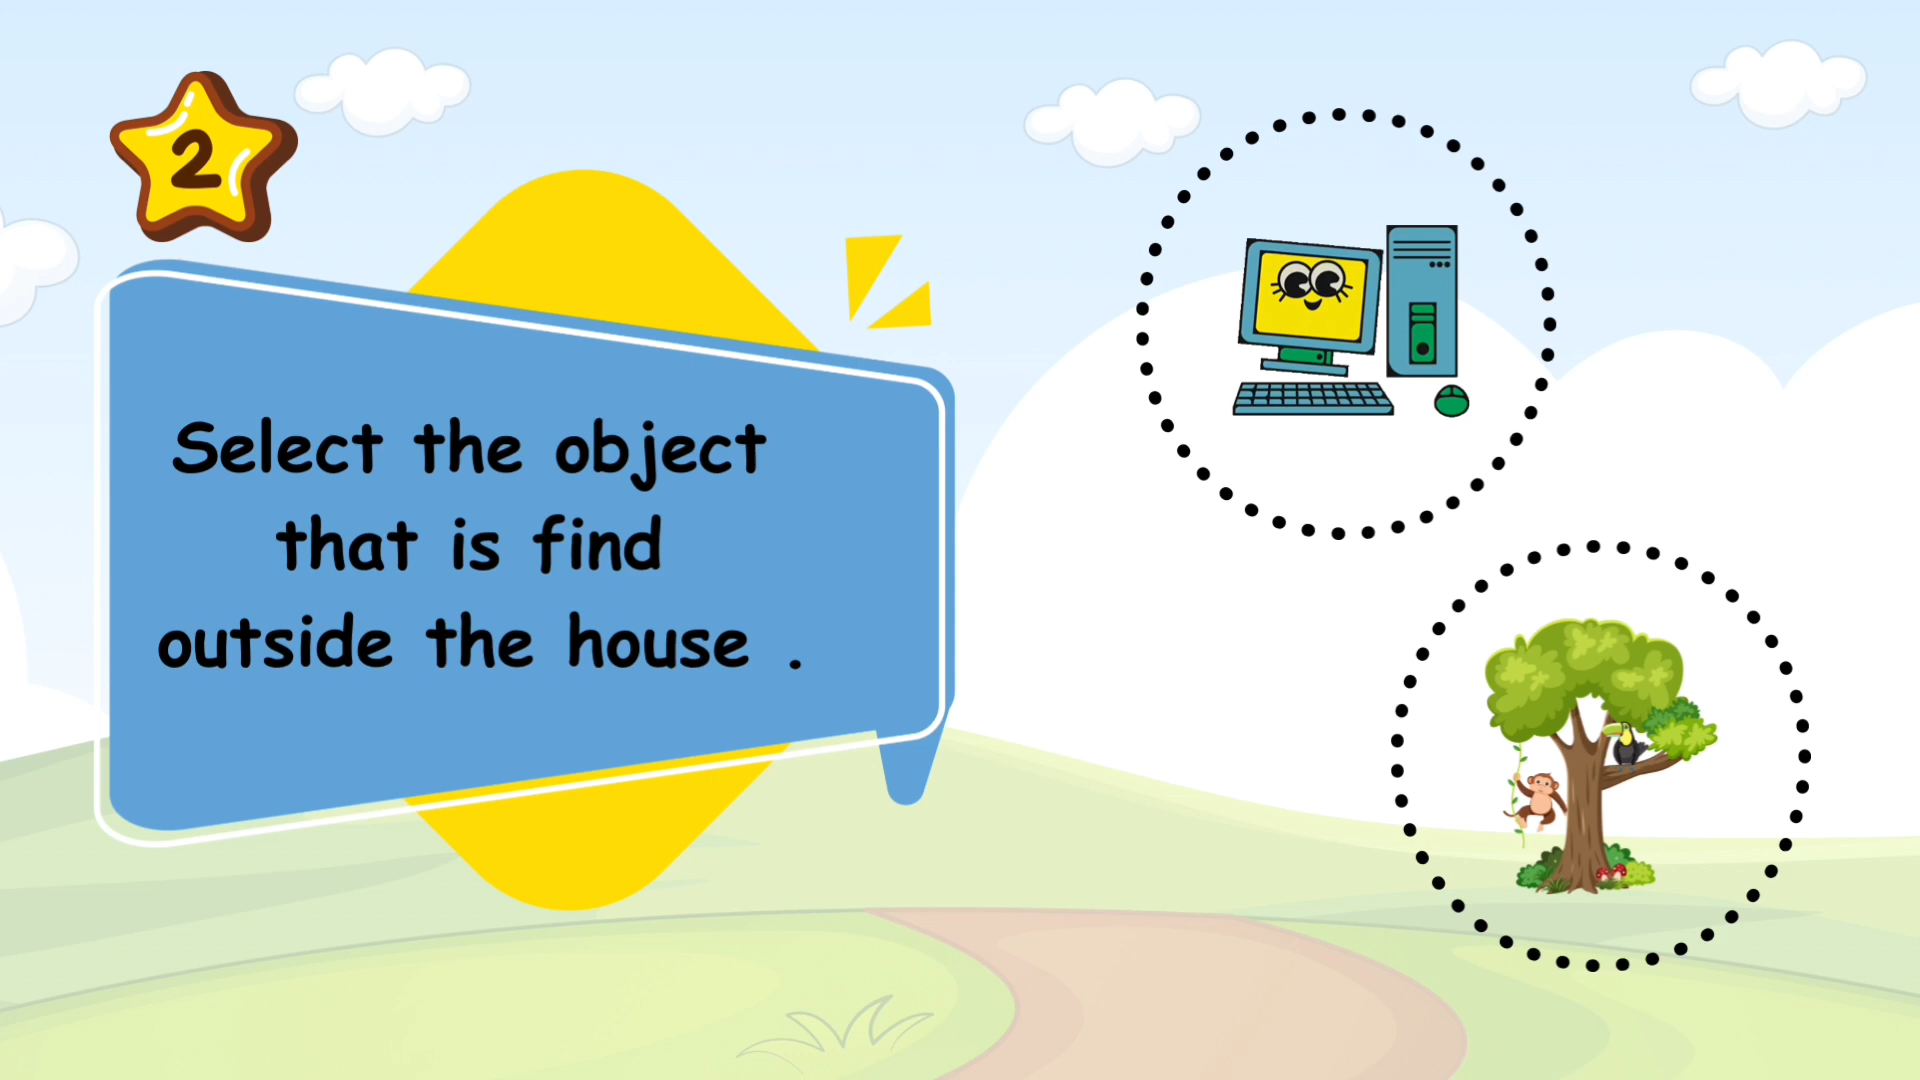 2
Select the object
that is find
outside the house .